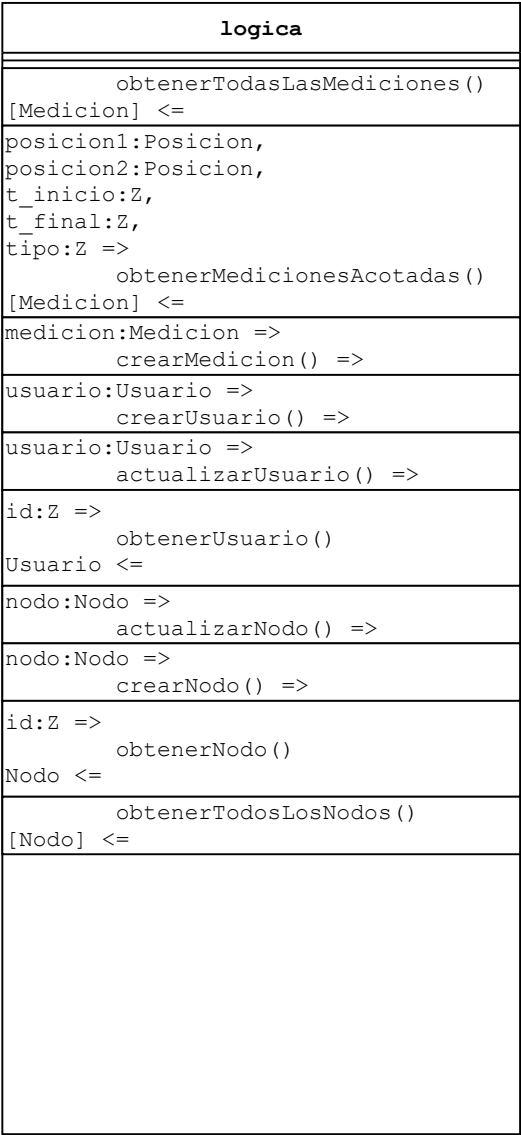 logica
obtenerTodasLasMediciones()
[Medicion] <=
posicion1:Posicion,
posicion2:Posicion,
t_inicio:Z,
t_final:Z,
tipo:Z =>
obtenerMedicionesAcotadas()
[Medicion] <=
medicion:Medicion =>
crearMedicion() =>
usuario:Usuario =>
crearUsuario() =>
usuario:Usuario =>
actualizarUsuario() =>
id:Z =>
obtenerUsuario()
Usuario <=
nodo:Nodo =>
actualizarNodo() =>
nodo:Nodo =>
crearNodo() =>
id:Z =>
obtenerNodo()
Nodo <=
obtenerTodosLosNodos()
[Nodo] <=